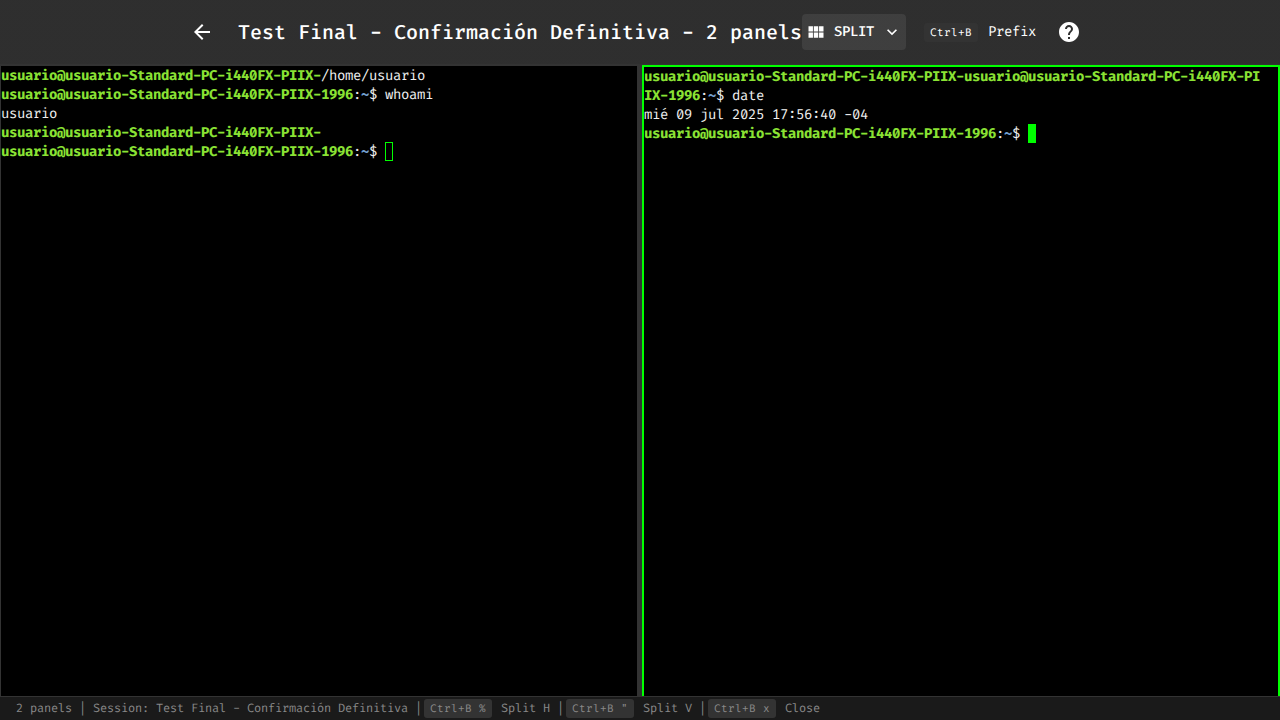 Test Final - Confirmación Definitiva - 2 panels SPLIT Ctrl+B Prefix ?
usuario@usuario-Standard-PC-i440FX-PIIX-/home/usuario
usuario@usuario-Standard-PC-i440FX-PIIX-1996:~$ whoami
usuario
usuario@usuario-Standard-PC-i440FX-PIIX-
usuario@usuario-Standard-PC-i440FX-PIIX-1996:~$
usuario@usuario-Standard-PC-i440FX-PIIX-usuario@usuario-Standard-PC-i440FX-PI
IX-1996:~$ date
mié 09 jul 2025 17:56:40 -04
usuario@usuario-Standard-PC-i440FX-PIIX-1996:~$
2 panels | Session: Test Final - Confirmación Definitiva | Ctrl+B % Split H | Ctrl+B " Split V | Ctrl+B x Close